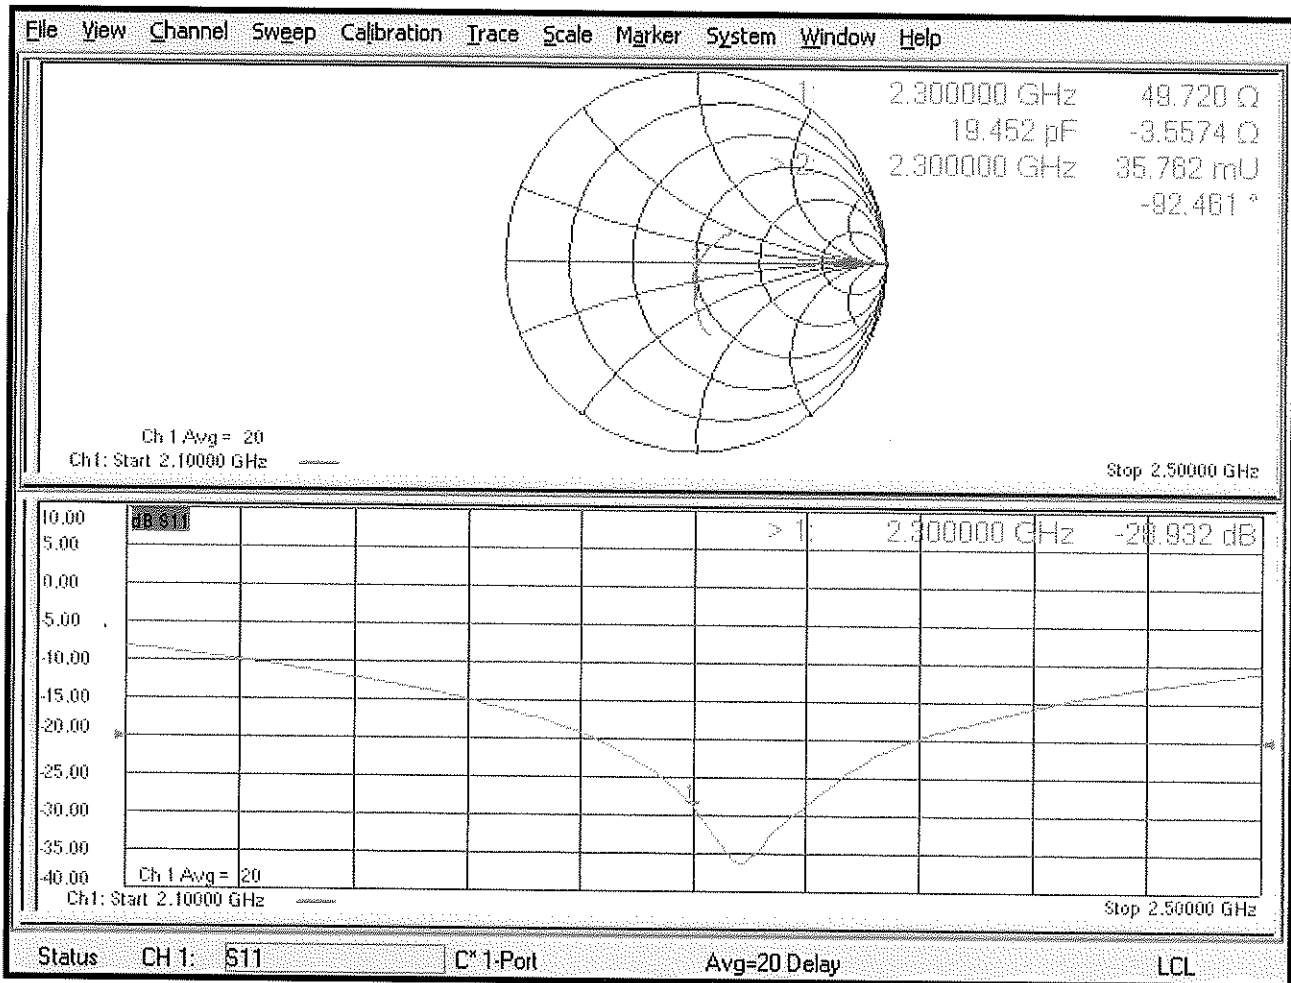 File View Channel Sweep Calibration Trace Scale Marker System Window Help
1: 2.300000 GHz 49.720 Ω
19.452 pF -3.5574 Ω
> 2: 2.300000 GHz 35.762 mU
-92.461 °
Ch 1 Avg = 20
Ch1: Start 2.10000 GHz
Stop 2.50000 GHz
10.00
dB S11
> 1: 2.300000 GHz -28.932 dB
5.00
0.00
-5.00
-10.00
-15.00
-20.00
-25.00
-30.00
1
-35.00
-40.00
Ch 1 Avg = 20
Ch1: Start 2.10000 GHz
Stop 2.50000 GHz
Status CH 1: S11 C* 1-Port Avg=20 Delay LCL